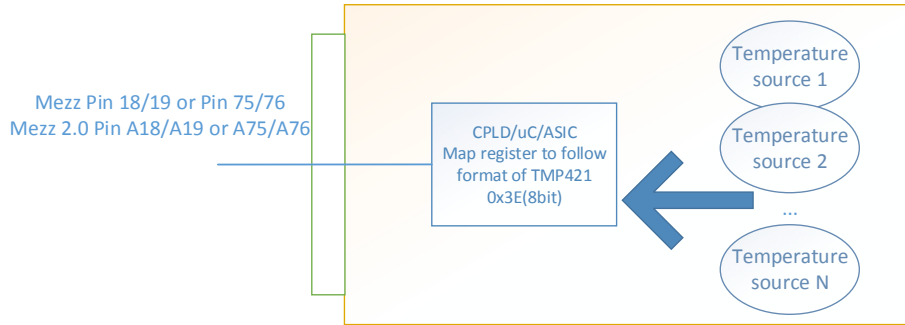 Mezz Pin 18/19 or Pin 75/76
Mezz 2.0 Pin A18/A19 or A75/A76
CPLD/uC/ASIC
Map register to follow
format of TMP421
0x3E(8bit)
Temperature
source 1
Temperature
source 2
...
Temperature
source N